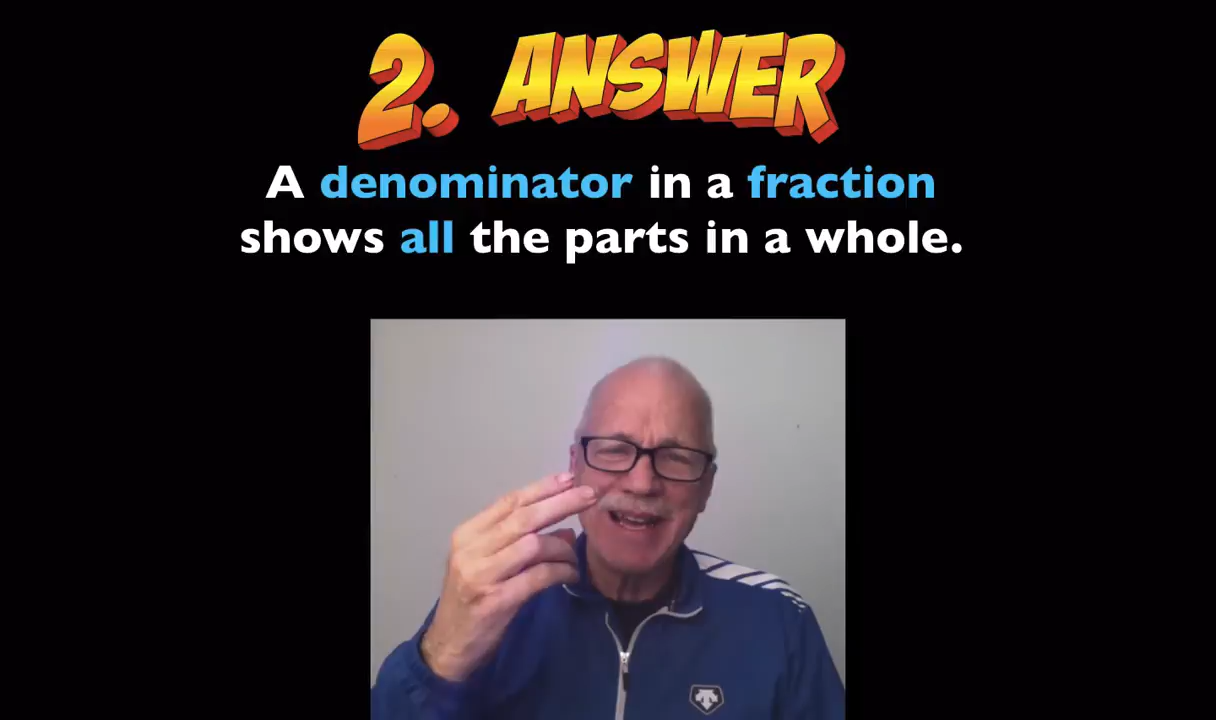 2. ANSWER
A denominator in a fraction
shows all the parts in a whole.